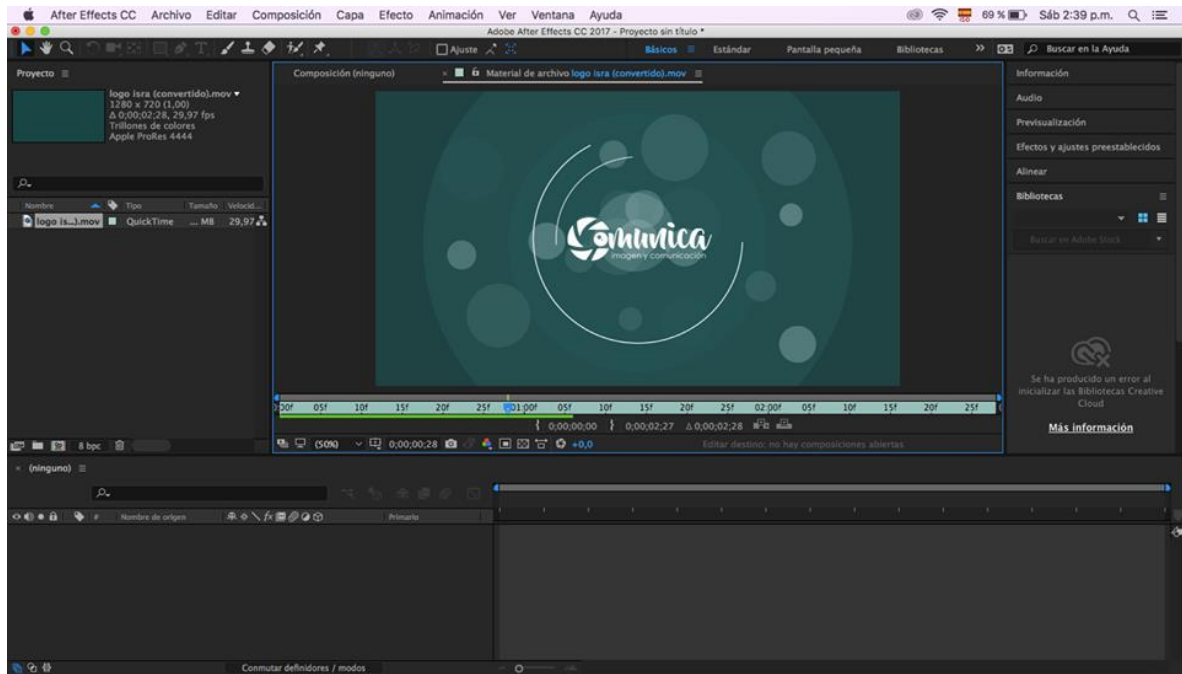 After Effects CC Archivo Editar Composición Capa Efecto Animación Ver Ventana Ayuda 69 % Sáb 2:39 p.m.
Adobe After Effects CC 2017 - Proyecto sin título *
Ajuste Básicos Estándar Pantalla pequeña Bibliotecas Buscar en la Ayuda
Proyecto
logo isra (convertido).mov
1280 x 720 (1,00)
Δ 0;00;02;28, 29,97 fps
Trillones de colores
Apple ProRes 4444
Nombre Tipo Tamaño Velocid...
logo is...).mov QuickTime ... MB 29,97
8 bpc
Composición (ninguno) Material de archivo logo isra (convertido).mov
Comunica
imagen y comunicación
05f 10f 15f 20f 25f 01:00f 05f 10f 15f 20f 25f 02:00f 05f 10f 15f 20f 25f
0;00;00;00 0;00;02;27 Δ 0;00;02;28
(50%) 0;00;00;28 +0,0 Editar destino: no hay composiciones abiertas
Información
Audio
Previsualización
Efectos y ajustes preestablecidos
Alinear
Bibliotecas
Buscar en Adobe Stock
Se ha producido un error al
inicializar las Bibliotecas Creative
Cloud
Más información
(ninguno)
# Nombre de origen fx Primario
Conmutar definidores / modos